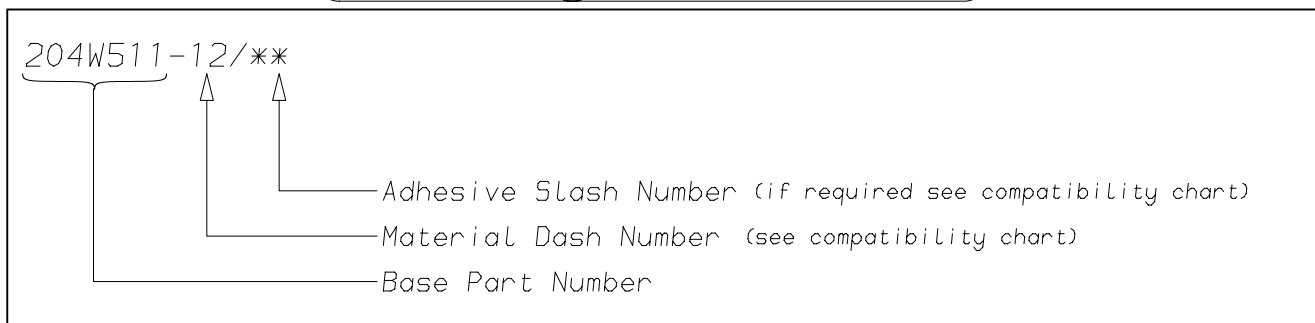 204W511-12/**
Adhesive Slash Number (if required see compatibility chart)
Material Dash Number (see compatibility chart)
Base Part Number